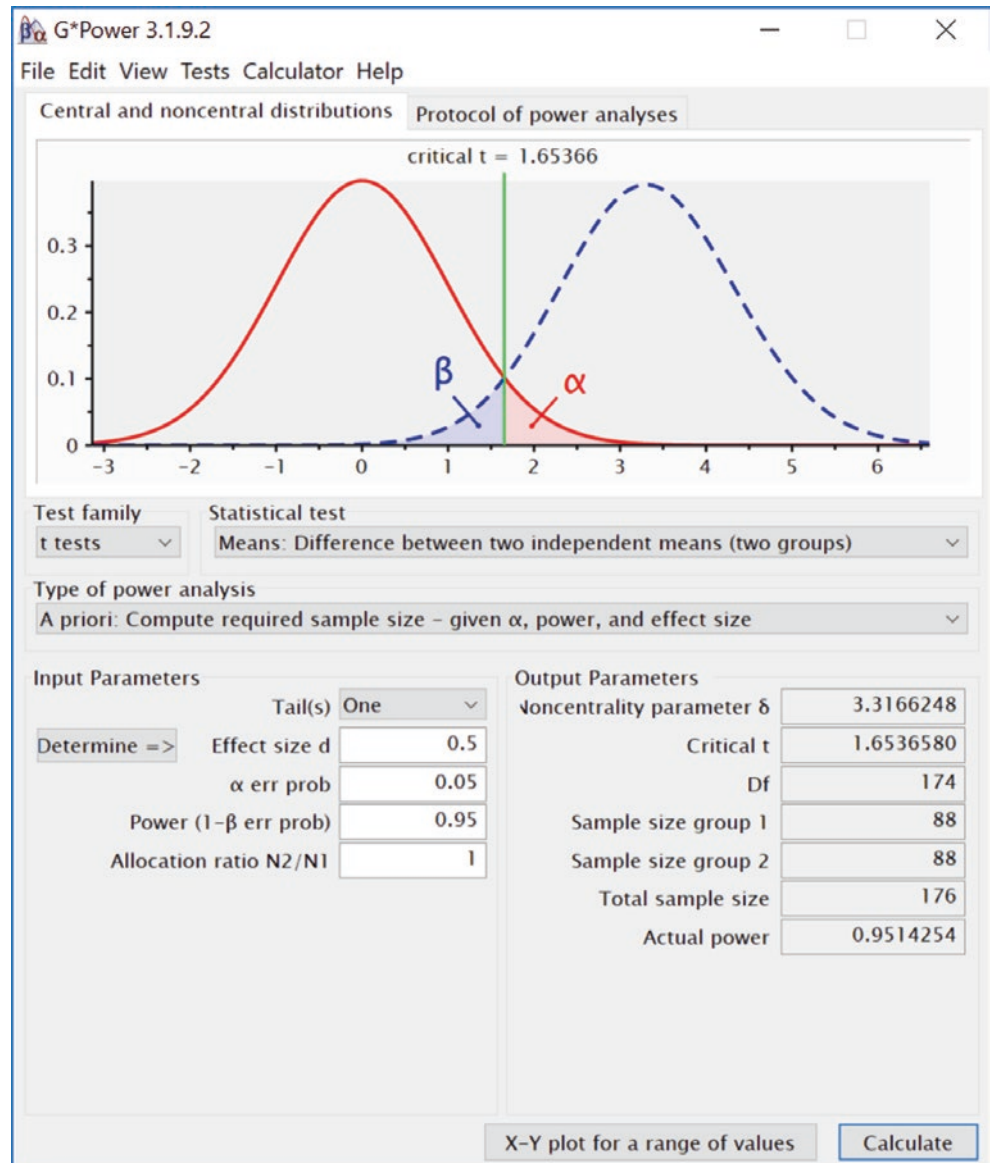 βα G*Power 3.1.9.2
File Edit View Tests Calculator Help
Central and noncentral distributions Protocol of power analyses
critical t = 1.65366
0.3
0.2
0.1
0
β α
-3 -2 -1 0 1 2 3 4 5 6
Test family Statistical test
t tests Means: Difference between two independent means (two groups)
Type of power analysis
A priori: Compute required sample size – given α, power, and effect size
Input Parameters Output Parameters
Tail(s) One Noncentrality parameter δ 3.3166248
Determine => Effect size d 0.5 Critical t 1.6536580
α err prob 0.05 Df 174
Power (1-β err prob) 0.95 Sample size group 1 88
Allocation ratio N2/N1 1 Sample size group 2 88
Total sample size 176
Actual power 0.9514254
X-Y plot for a range of values Calculate